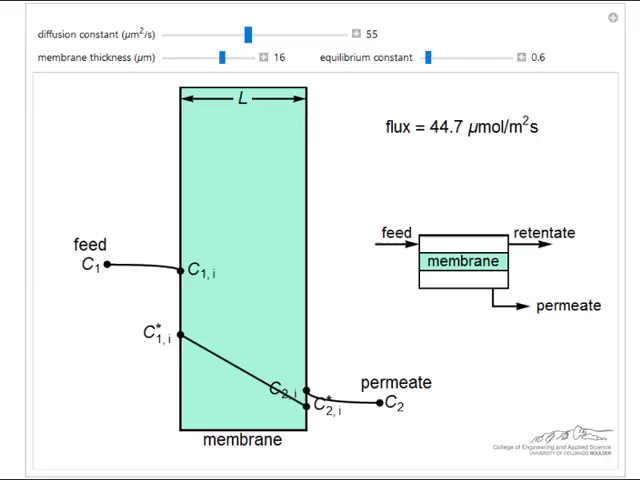 diffusion constant (µm²/s) 55
membrane thickness (µm) 16 equilibrium constant 0.6
L
flux = 44.7 µmol/m²s
feed retentate
feed
C₁ C₁,ᵢ
membrane
permeate
C*₁,ᵢ
permeate
C₂,ᵢ
C*₂,ᵢ C₂
membrane
College of Engineering and Applied Science
UNIVERSITY OF COLORADO BOULDER